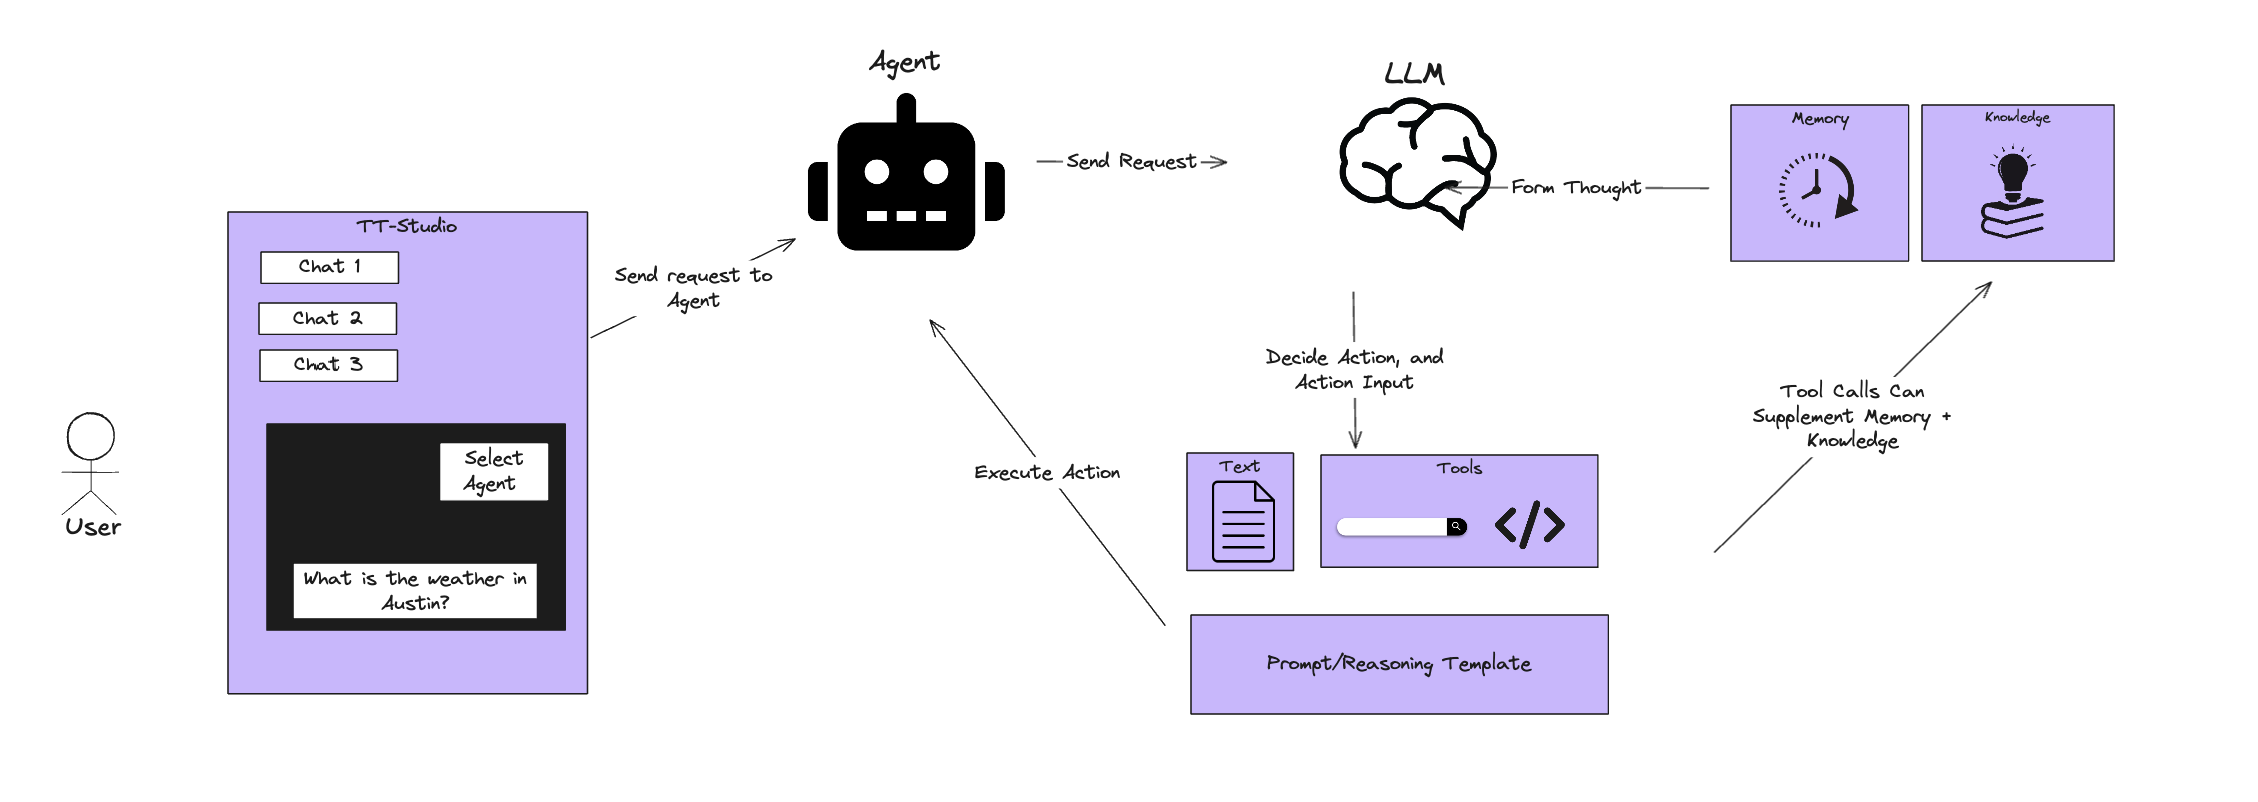 Agent
LLM
Send Request
Form Thought
Memory
Knowledge
TT-Studio
Chat 1
Chat 2
Chat 3
Select
Agent
What is the weather in
Austin?
User
Send request to
Agent
Decide Action, and
Action Input
Execute Action
Text
Tools
Tool Calls Can
Supplement Memory +
Knowledge
Prompt/Reasoning Template